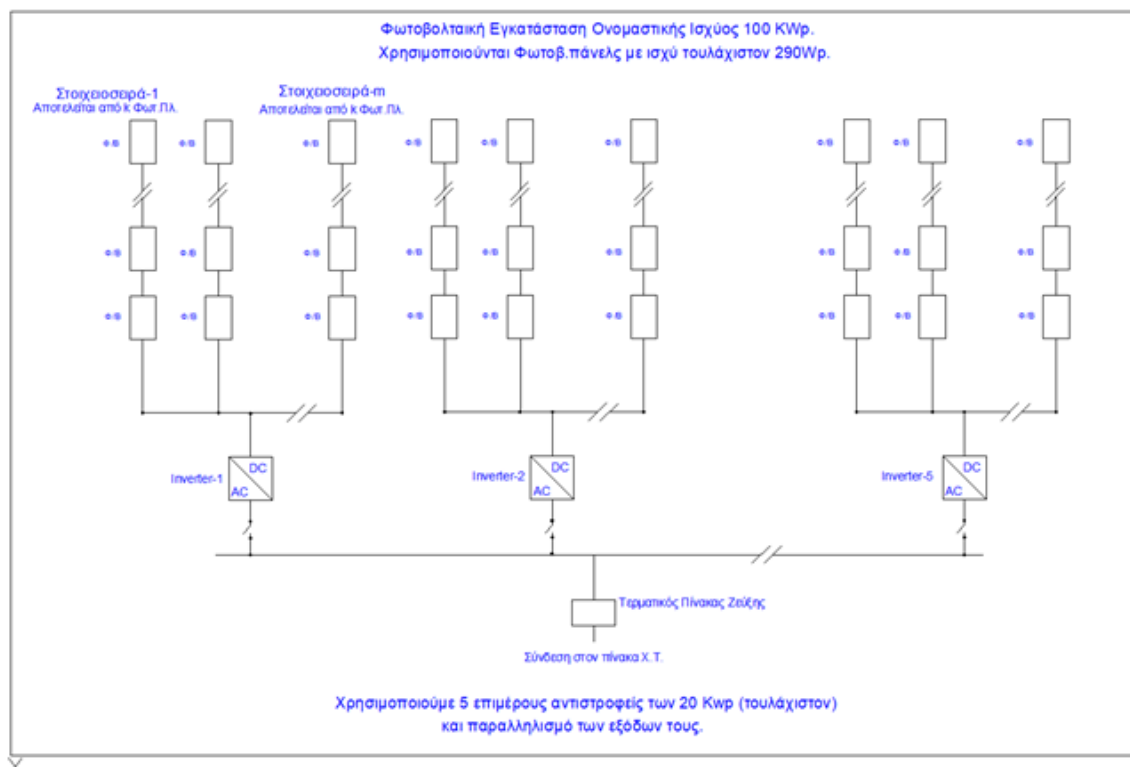 Φωτοβολταική Εγκατάσταση Ονομαστικής Ισχύος 100 KWp.
Χρησιμοποιούνται Φωτοβ.πάνελς με ισχύ τουλάχιστον 290Wp.
Στοιχειοσειρά-1
Αποτελείται από k Φωτ.Πλ.
Στοιχειοσειρά-m
Αποτελείται από k Φωτ.Πλ.
Φ/Β Φ/Β Φ/Β Φ/Β Φ/Β Φ/Β Φ/Β Φ/Β Φ/Β
Φ/Β Φ/Β Φ/Β Φ/Β Φ/Β Φ/Β Φ/Β Φ/Β Φ/Β
Φ/Β Φ/Β Φ/Β Φ/Β Φ/Β Φ/Β Φ/Β Φ/Β Φ/Β
Inverter-1
DC
AC
Inverter-2
DC
AC
Inverter-5
DC
AC
Τερματικός Πίνακας Ζεύξης
Σύνδεση στον πίνακα Χ.Τ.
Χρησιμοποιούμε 5 επιμέρους αντιστροφείς των 20 Kwp (τουλάχιστον)
και παραλληλισμό των εξόδων τους.